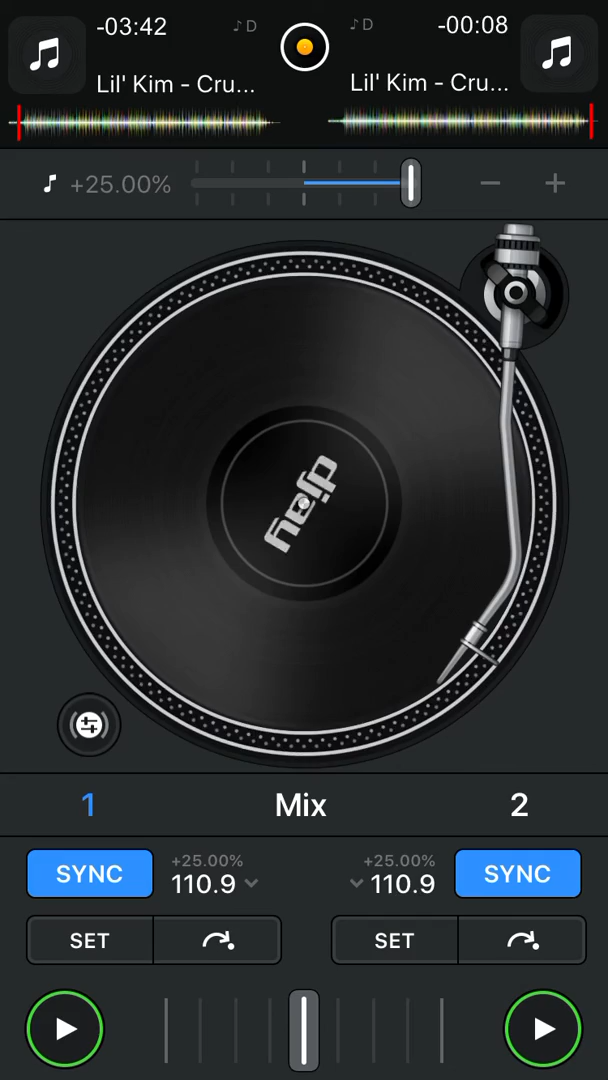 -03:42
♪ D
♪ D
-00:08
Lil' Kim - Cru...
Lil' Kim - Cru...
+25.00%
djay
1
Mix
2
SYNC
+25.00%
110.9
+25.00%
110.9
SYNC
SET
SET